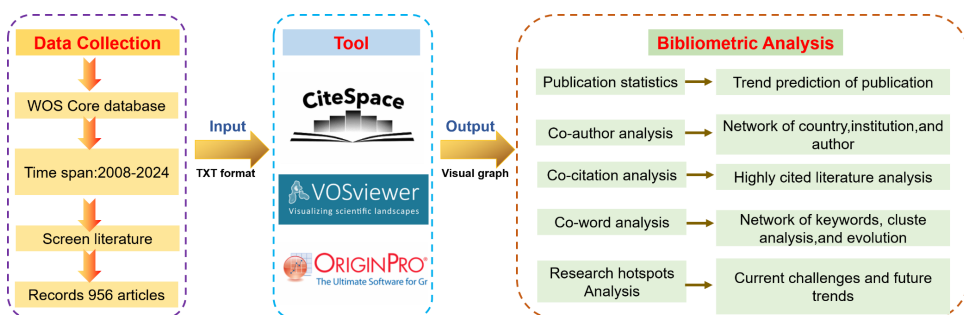 Data Collection
WOS Core database
Time span:2008-2024
Screen literature
Records 956 articles
Input
TXT format
Tool
CiteSpace
VOSviewer
Visualizing scientific landscapes
ORIGINPRO®
The Ultimate Software for Gr
Output
Visual graph
Bibliometric Analysis
Publication statistics
Trend prediction of publication
Co-author analysis
Network of country,institution,and
author
Co-citation analysis
Highly cited literature analysis
Co-word analysis
Network of keywords, cluste
analysis,and evolution
Research hotspots
Analysis
Current challenges and future
trends